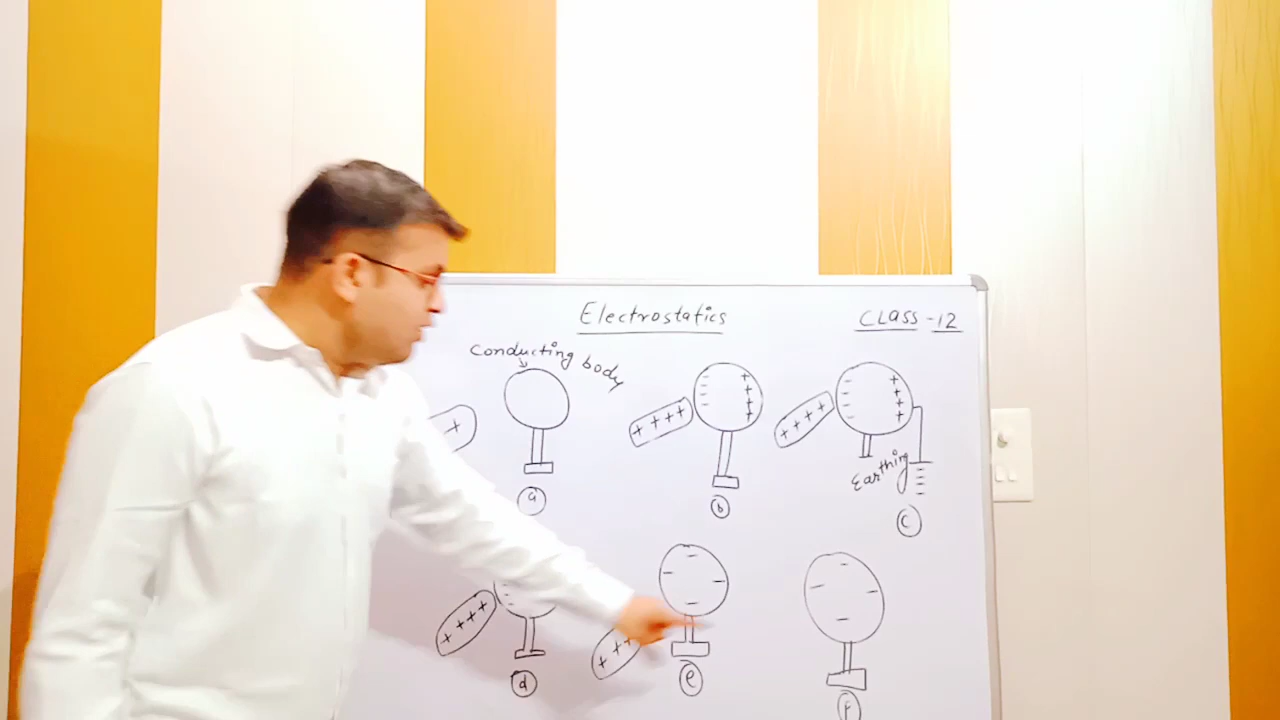 Electrostatics
CLASS-12
Conducting body
+
+ + + +
- - - -
+ + + +
+ + + +
- - - -
+ + + +
Earthing
a
b
c
+ + + +
+ + +
- - - -
- - - -
d
e
f